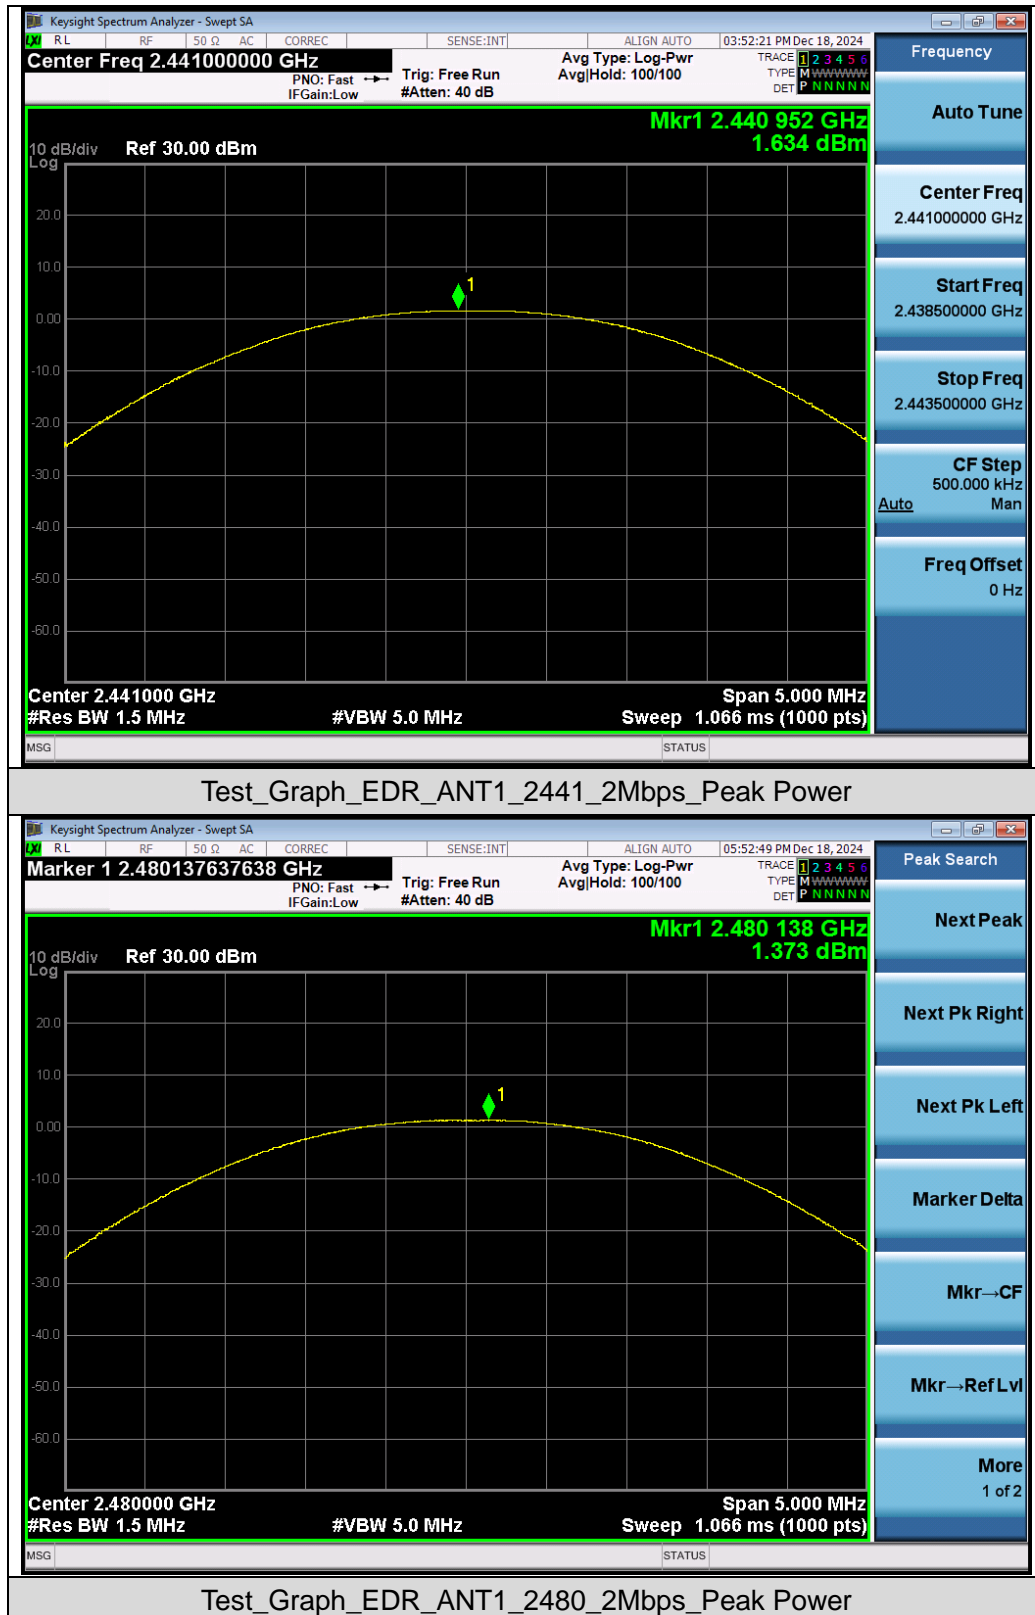 Keysight Spectrum Analyzer - Swept SA
LXI RL RF 50 Ω AC CORREC SENSE:INT ALIGN AUTO 03:52:21 PM Dec 18, 2024
Center Freq 2.441000000 GHz
PNO: Fast
IFGain:Low
Trig: Free Run
#Atten: 40 dB
Avg Type: Log-Pwr
Avg|Hold: 100/100
TRACE 1 2 3 4 5 6
TYPE M WWWWW
DET P N N N N N
Mkr1 2.440 952 GHz
1.634 dBm
10 dB/div Ref 30.00 dBm
Log
20.0
10.0
0.00
-10.0
-20.0
-30.0
-40.0
-50.0
-60.0
1
Center 2.441000 GHz Span 5.000 MHz
#Res BW 1.5 MHz #VBW 5.0 MHz Sweep 1.066 ms (1000 pts)
MSG STATUS
Frequency
Auto Tune
Center Freq
2.441000000 GHz
Start Freq
2.438500000 GHz
Stop Freq
2.443500000 GHz
CF Step
500.000 kHz
Auto Man
Freq Offset
0 Hz
Test_Graph_EDR_ANT1_2441_2Mbps_Peak Power
Keysight Spectrum Analyzer - Swept SA
LXI RL RF 50 Ω AC CORREC SENSE:INT ALIGN AUTO 05:52:49 PM Dec 18, 2024
Marker 1 2.480137637638 GHz
PNO: Fast
IFGain:Low
Trig: Free Run
#Atten: 40 dB
Avg Type: Log-Pwr
Avg|Hold: 100/100
TRACE 1 2 3 4 5 6
TYPE M WWWWW
DET P N N N N N
Mkr1 2.480 138 GHz
1.373 dBm
10 dB/div Ref 30.00 dBm
Log
20.0
10.0
0.00
-10.0
-20.0
-30.0
-40.0
-50.0
-60.0
1
Center 2.480000 GHz Span 5.000 MHz
#Res BW 1.5 MHz #VBW 5.0 MHz Sweep 1.066 ms (1000 pts)
MSG STATUS
Peak Search
Next Peak
Next Pk Right
Next Pk Left
Marker Delta
Mkr→CF
Mkr→Ref Lvl
More
1 of 2
Test_Graph_EDR_ANT1_2480_2Mbps_Peak Power